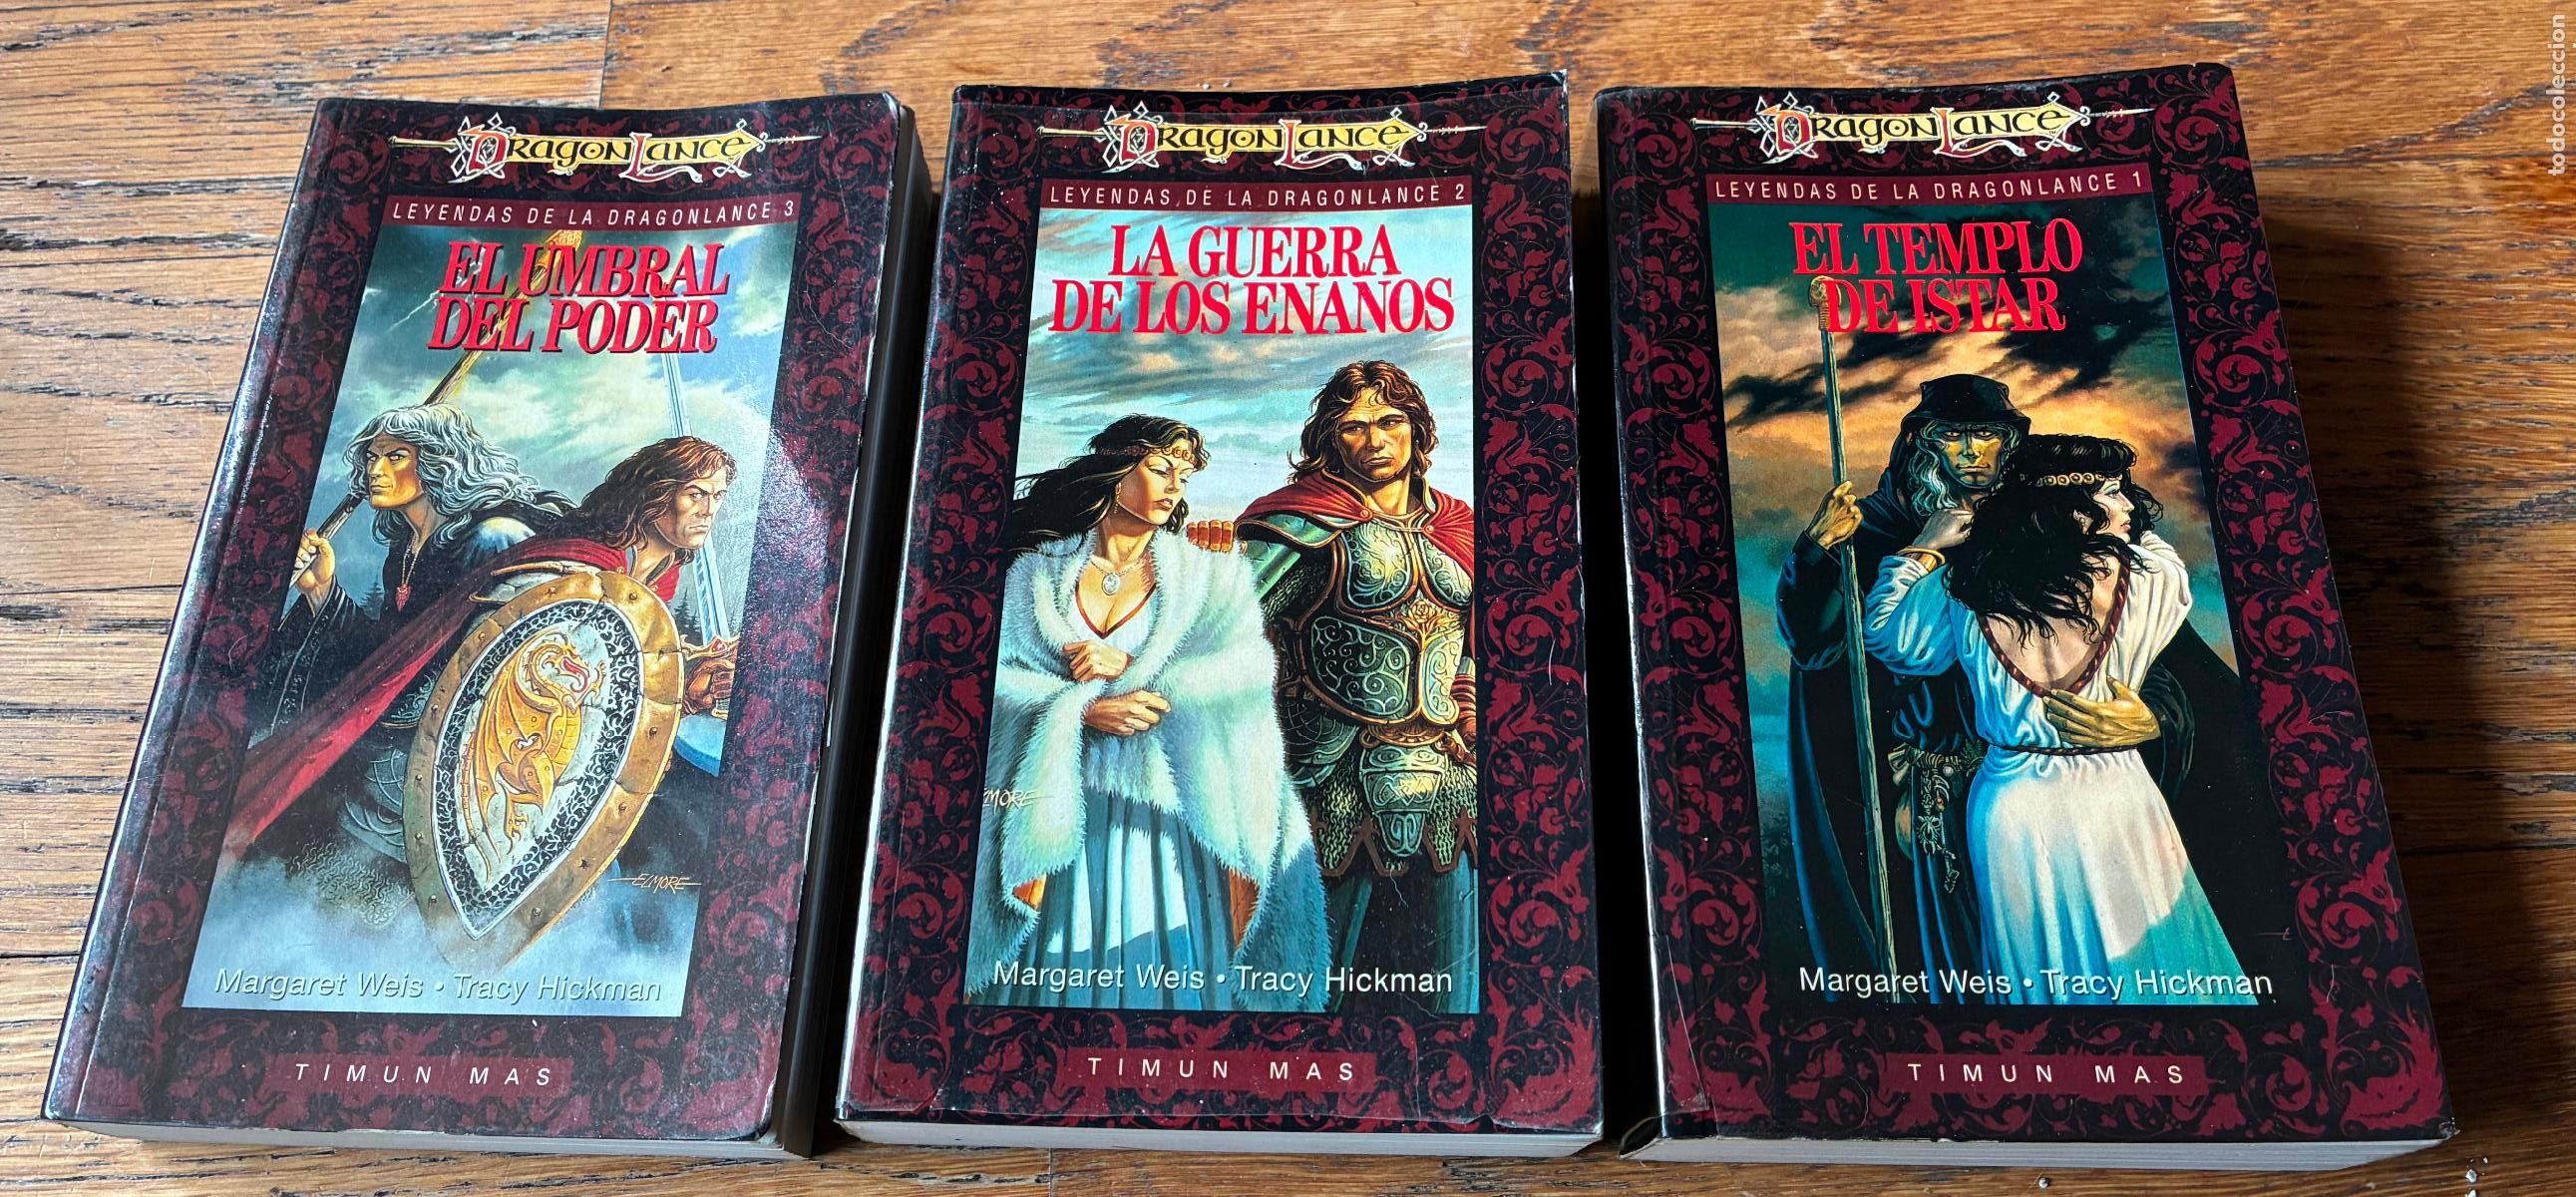 DRAGONLANCE
LEYENDAS DE LA DRAGONLANCE 3
EL UMBRAL
DEL PODER
ELMORE
Margaret Weis • Tracy Hickman
TIMUN MAS
DRAGONLANCE
LEYENDAS DE LA DRAGONLANCE 2
LA GUERRA
DE LOS ENANOS
ELMORE
Margaret Weis • Tracy Hickman
TIMUN MAS
DRAGONLANCE
LEYENDAS DE LA DRAGONLANCE 1
EL TEMPLO
DE ISTAR
Margaret Weis • Tracy Hickman
TIMUN MAS
todocoleccion